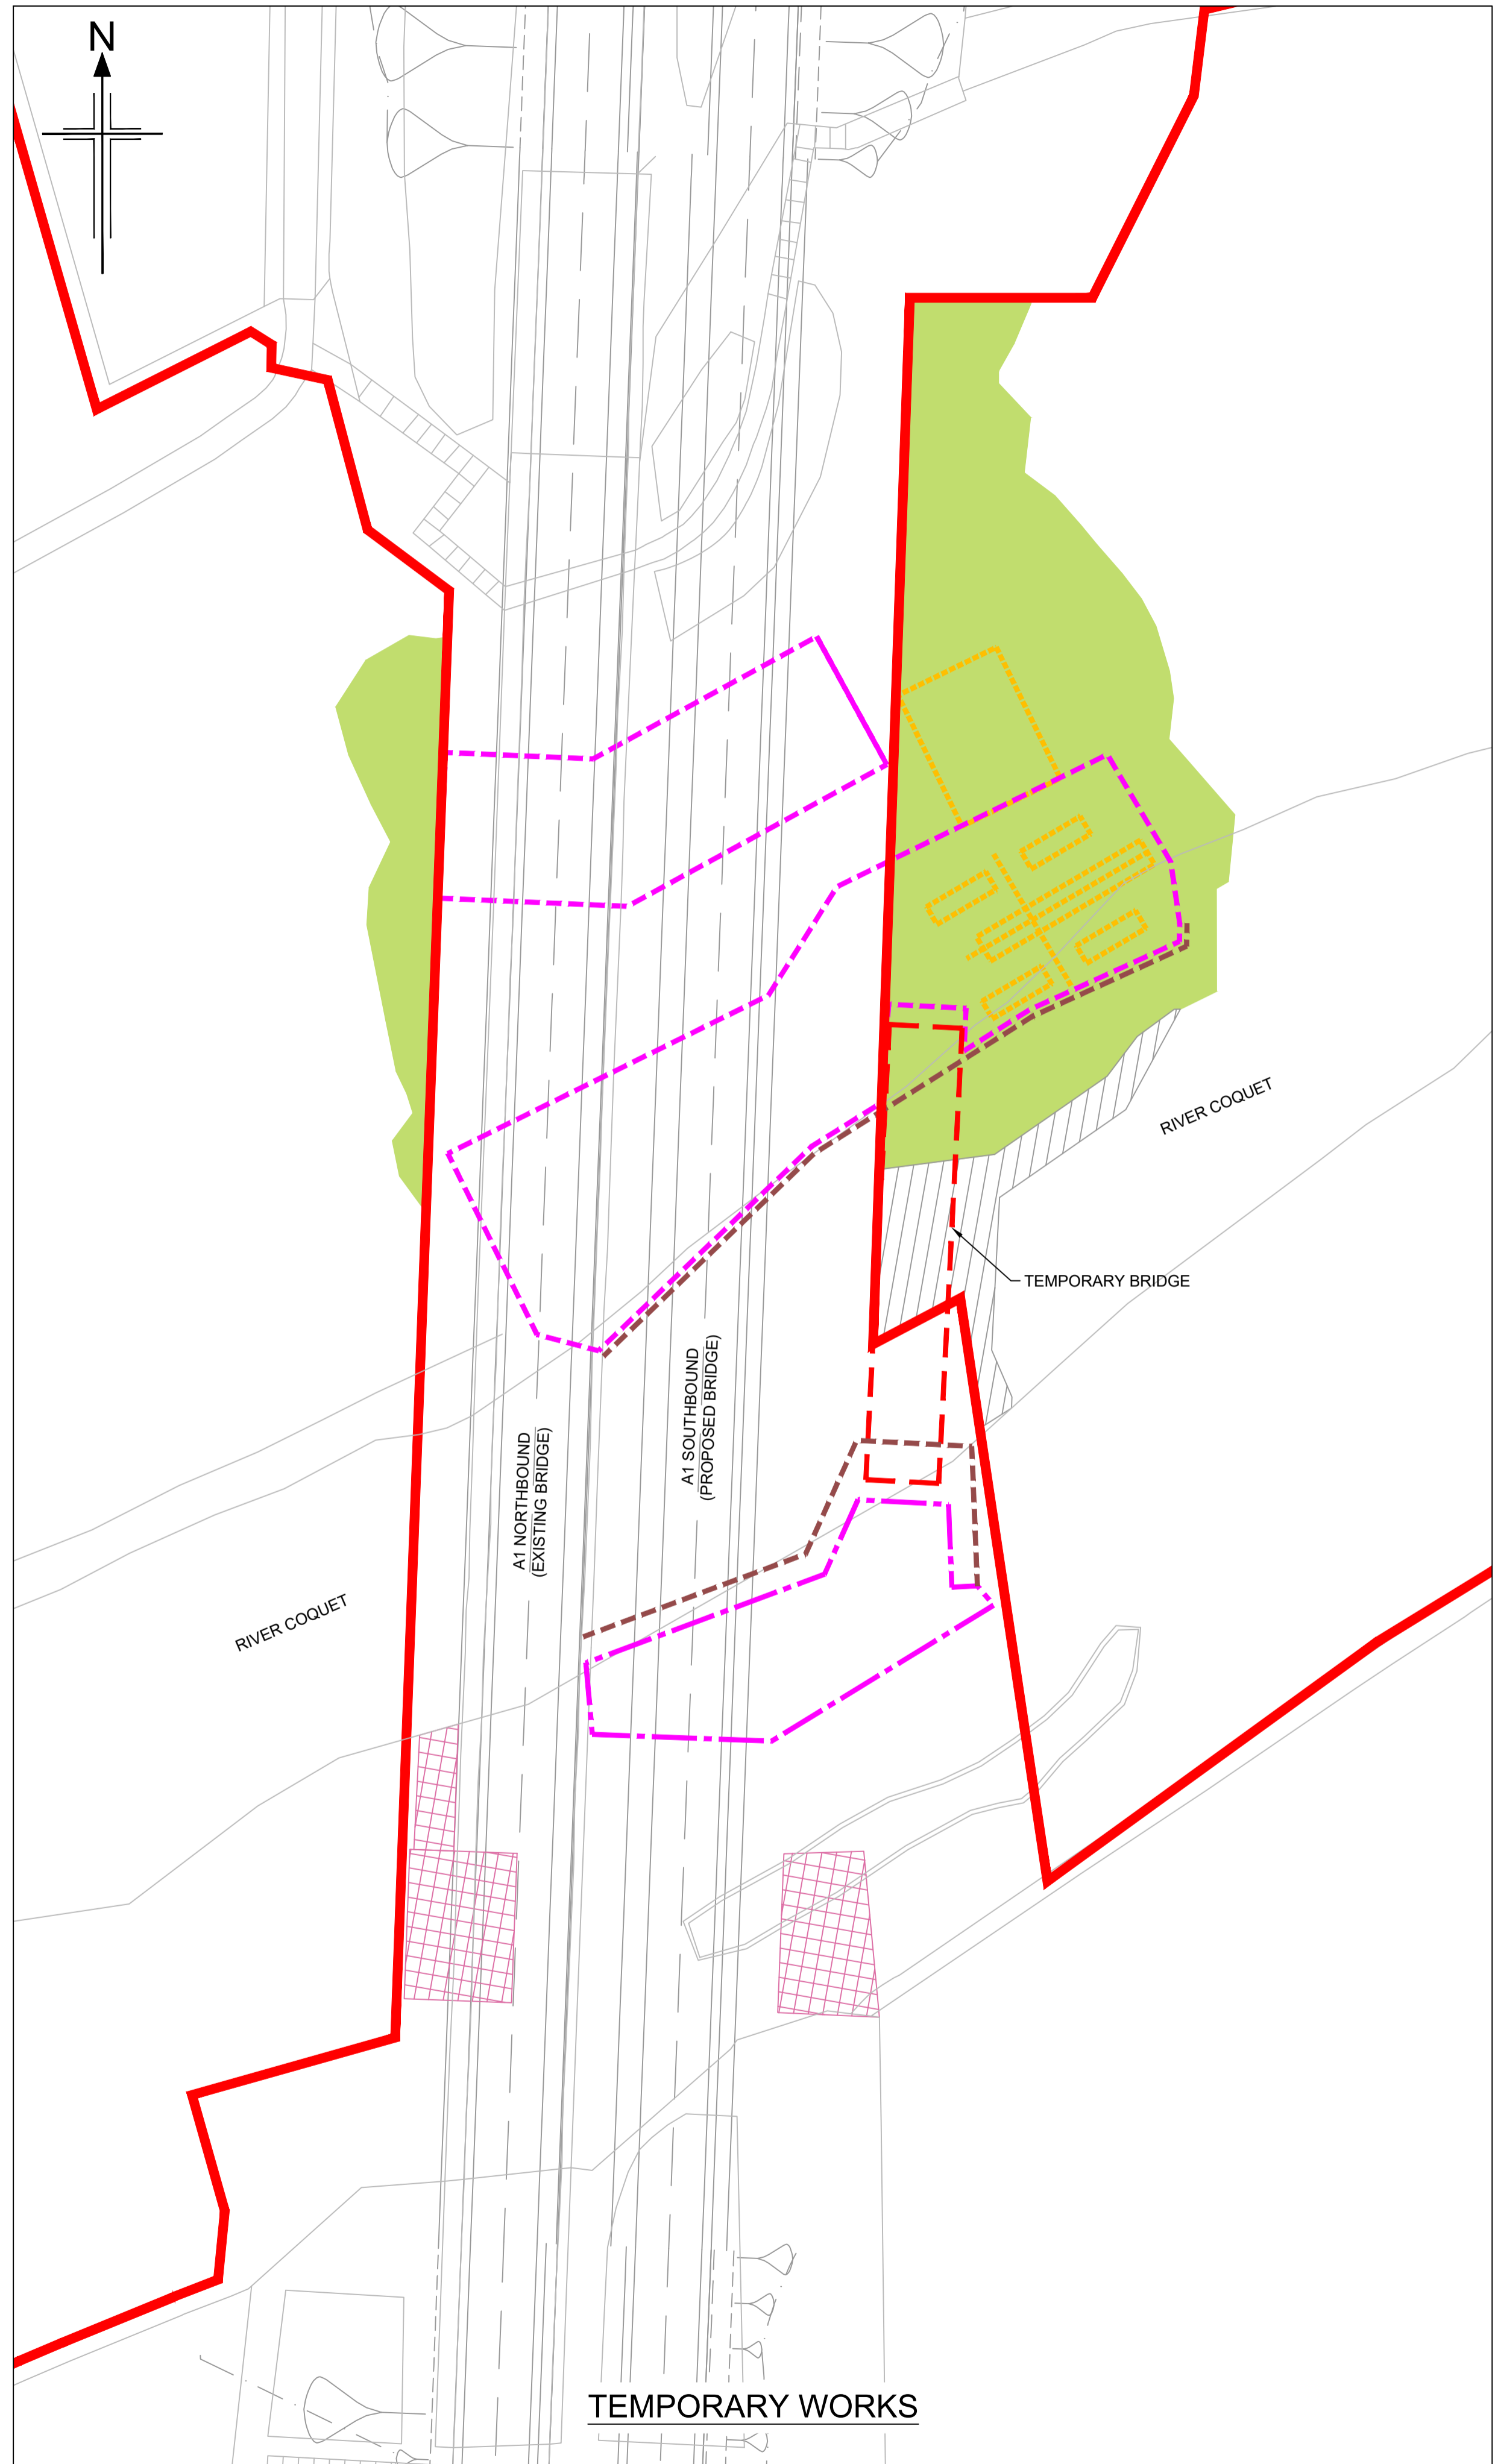 N
RIVER COQUET
TEMPORARY BRIDGE
A1 SOUTHBOUND
(PROPOSED BRIDGE)
A1 NORTHBOUND
(EXISTING BRIDGE)
RIVER COQUET
TEMPORARY WORKS